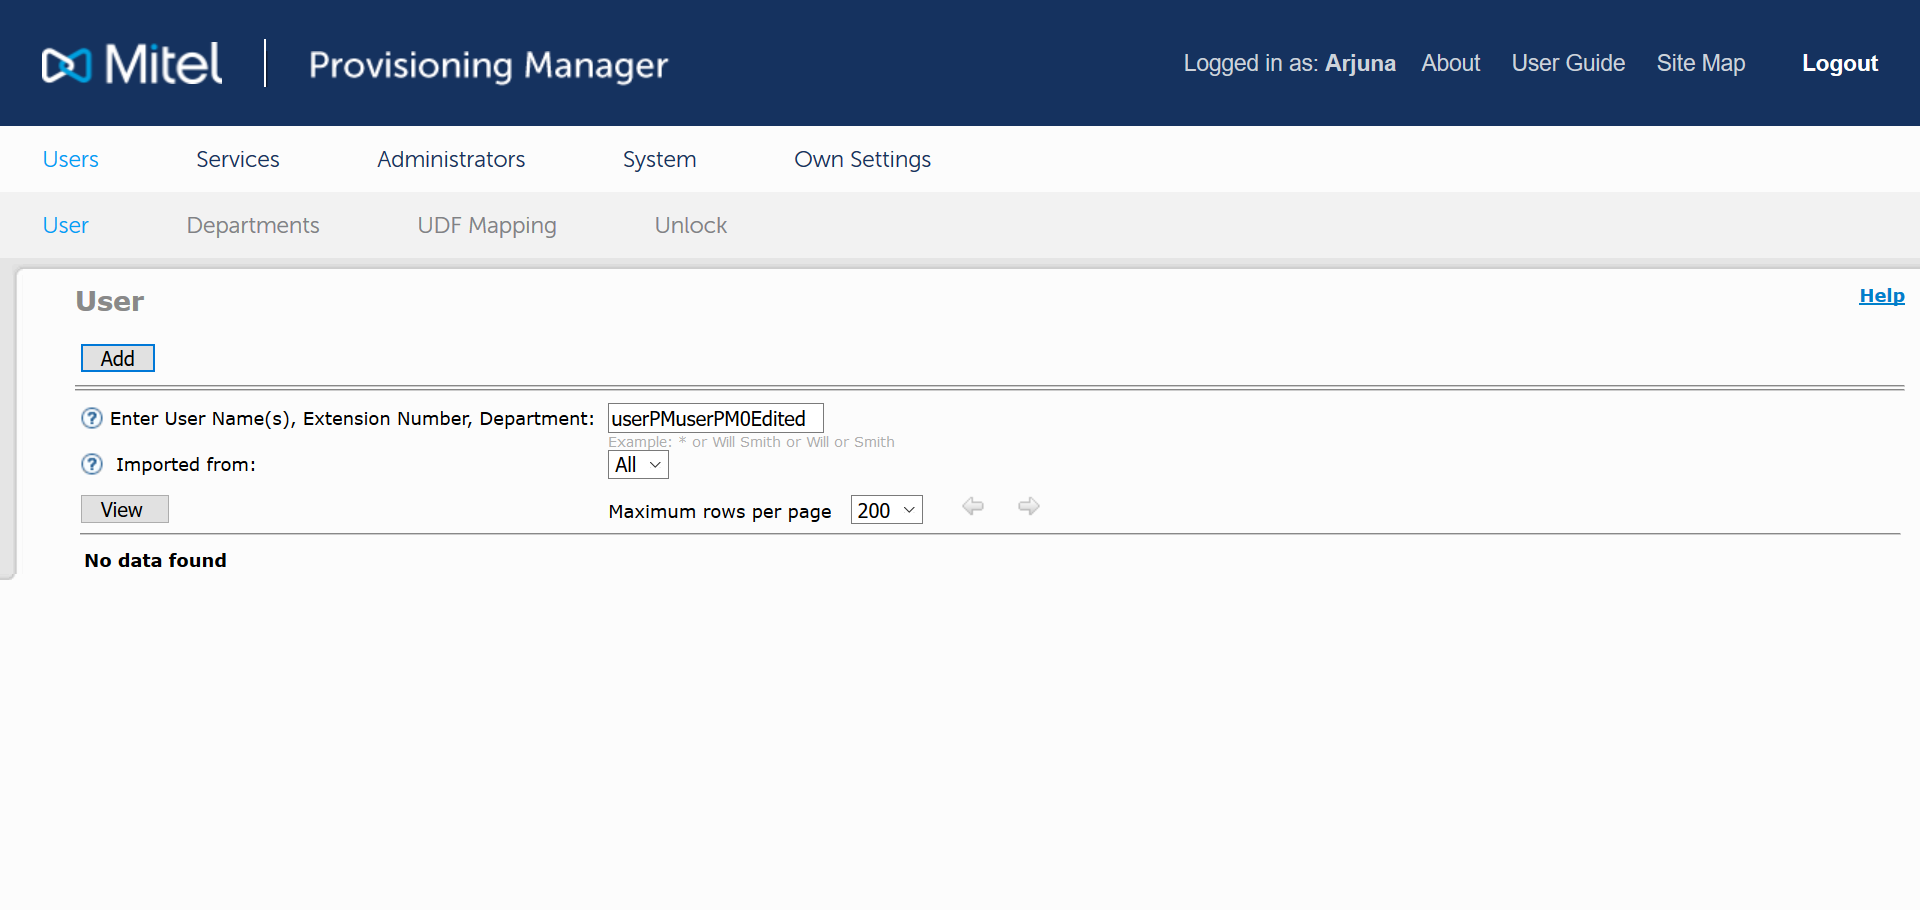 Mitel | Provisioning Manager
Logged in as: Arjuna About User Guide Site Map Logout
Users Services Administrators System Own Settings
User Departments UDF Mapping Unlock
User
Help
Add
? Enter User Name(s), Extension Number, Department: userPMuserPM0Edited
Example: * or Will Smith or Will or Smith
? Imported from: All
View Maximum rows per page 200
No data found